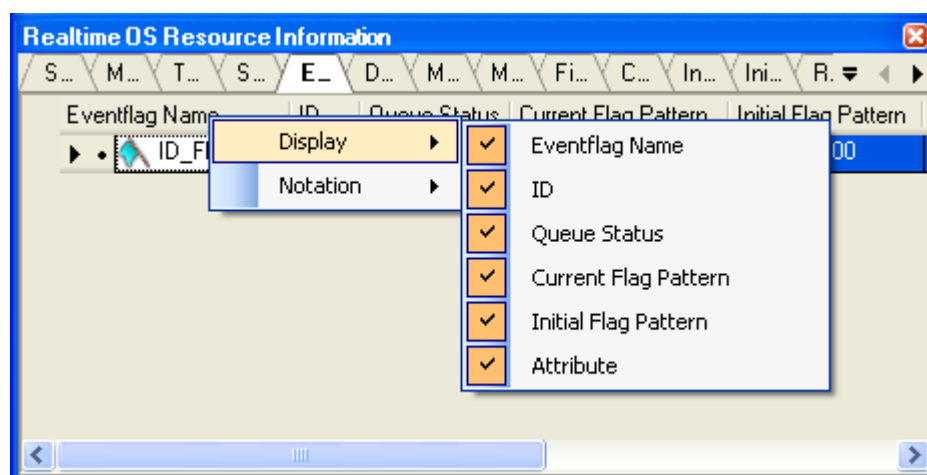 Realtime OS Resource Information
S... M... T... S... E... D... M... M... Fi... C... In... Ini... R.
Eventflag Name ID Queue Status Current Flag Pattern Initial Flag Pattern
ID_Fl 00
Display
Notation
Eventflag Name
ID
Queue Status
Current Flag Pattern
Initial Flag Pattern
Attribute